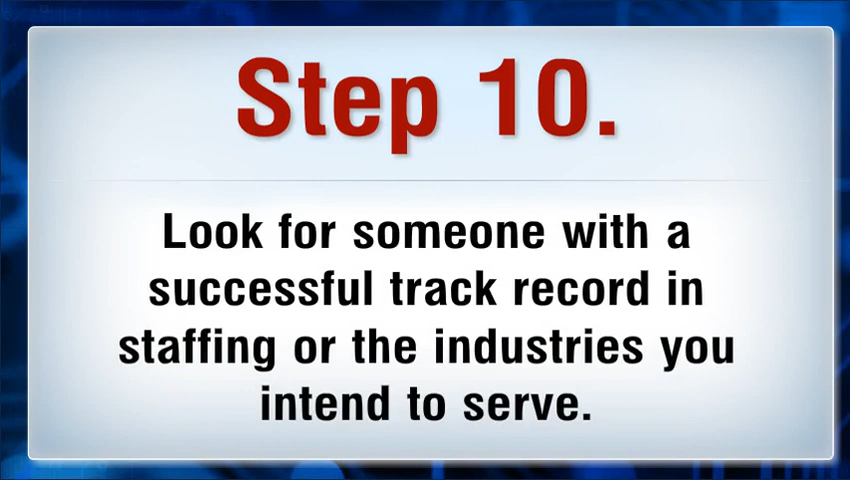 Step 10.
Look for someone with a
successful track record in
staffing or the industries you
intend to serve.